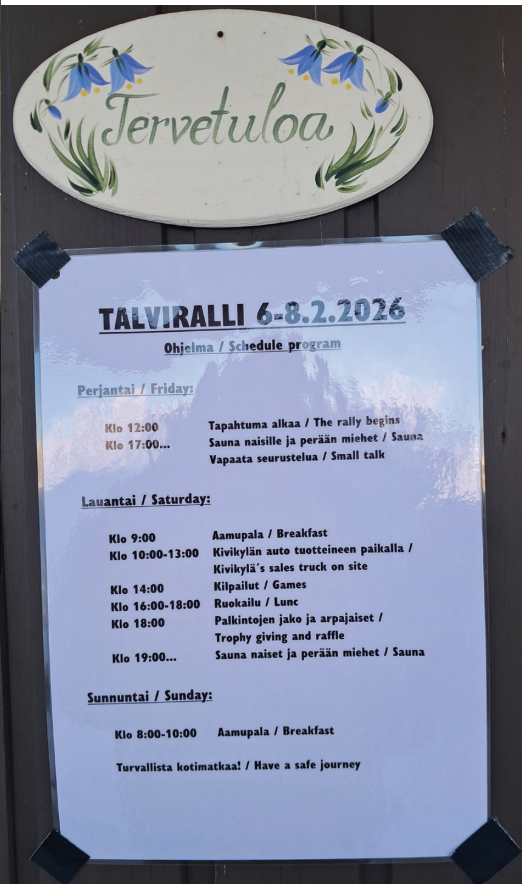 Tervetuloa
TALVIRALLI 6-8.2.2026
Ohjelma / Schedule program
Perjantai / Friday:
Klo 12:00 Tapahtuma alkaa / The rally begins
Klo 17:00... Sauna naisille ja perään miehet / Sauna
Vapaata seurustelua / Small talk
Lauantai / Saturday:
Klo 9:00 Aamupala / Breakfast
Klo 10:00-13:00 Kivikylän auto tuotteineen paikalla /
Kivikylä´s sales truck on site
Klo 14:00 Kilpailut / Games
Klo 16:00-18:00 Ruokailu / Lunc
Klo 18:00 Palkintojen jako ja arpajaiset /
Trophy giving and raffle
Klo 19:00... Sauna naiset ja perään miehet / Sauna
Sunnuntai / Sunday:
Klo 8:00-10:00 Aamupala / Breakfast
Turvallista kotimatkaa! / Have a safe journey